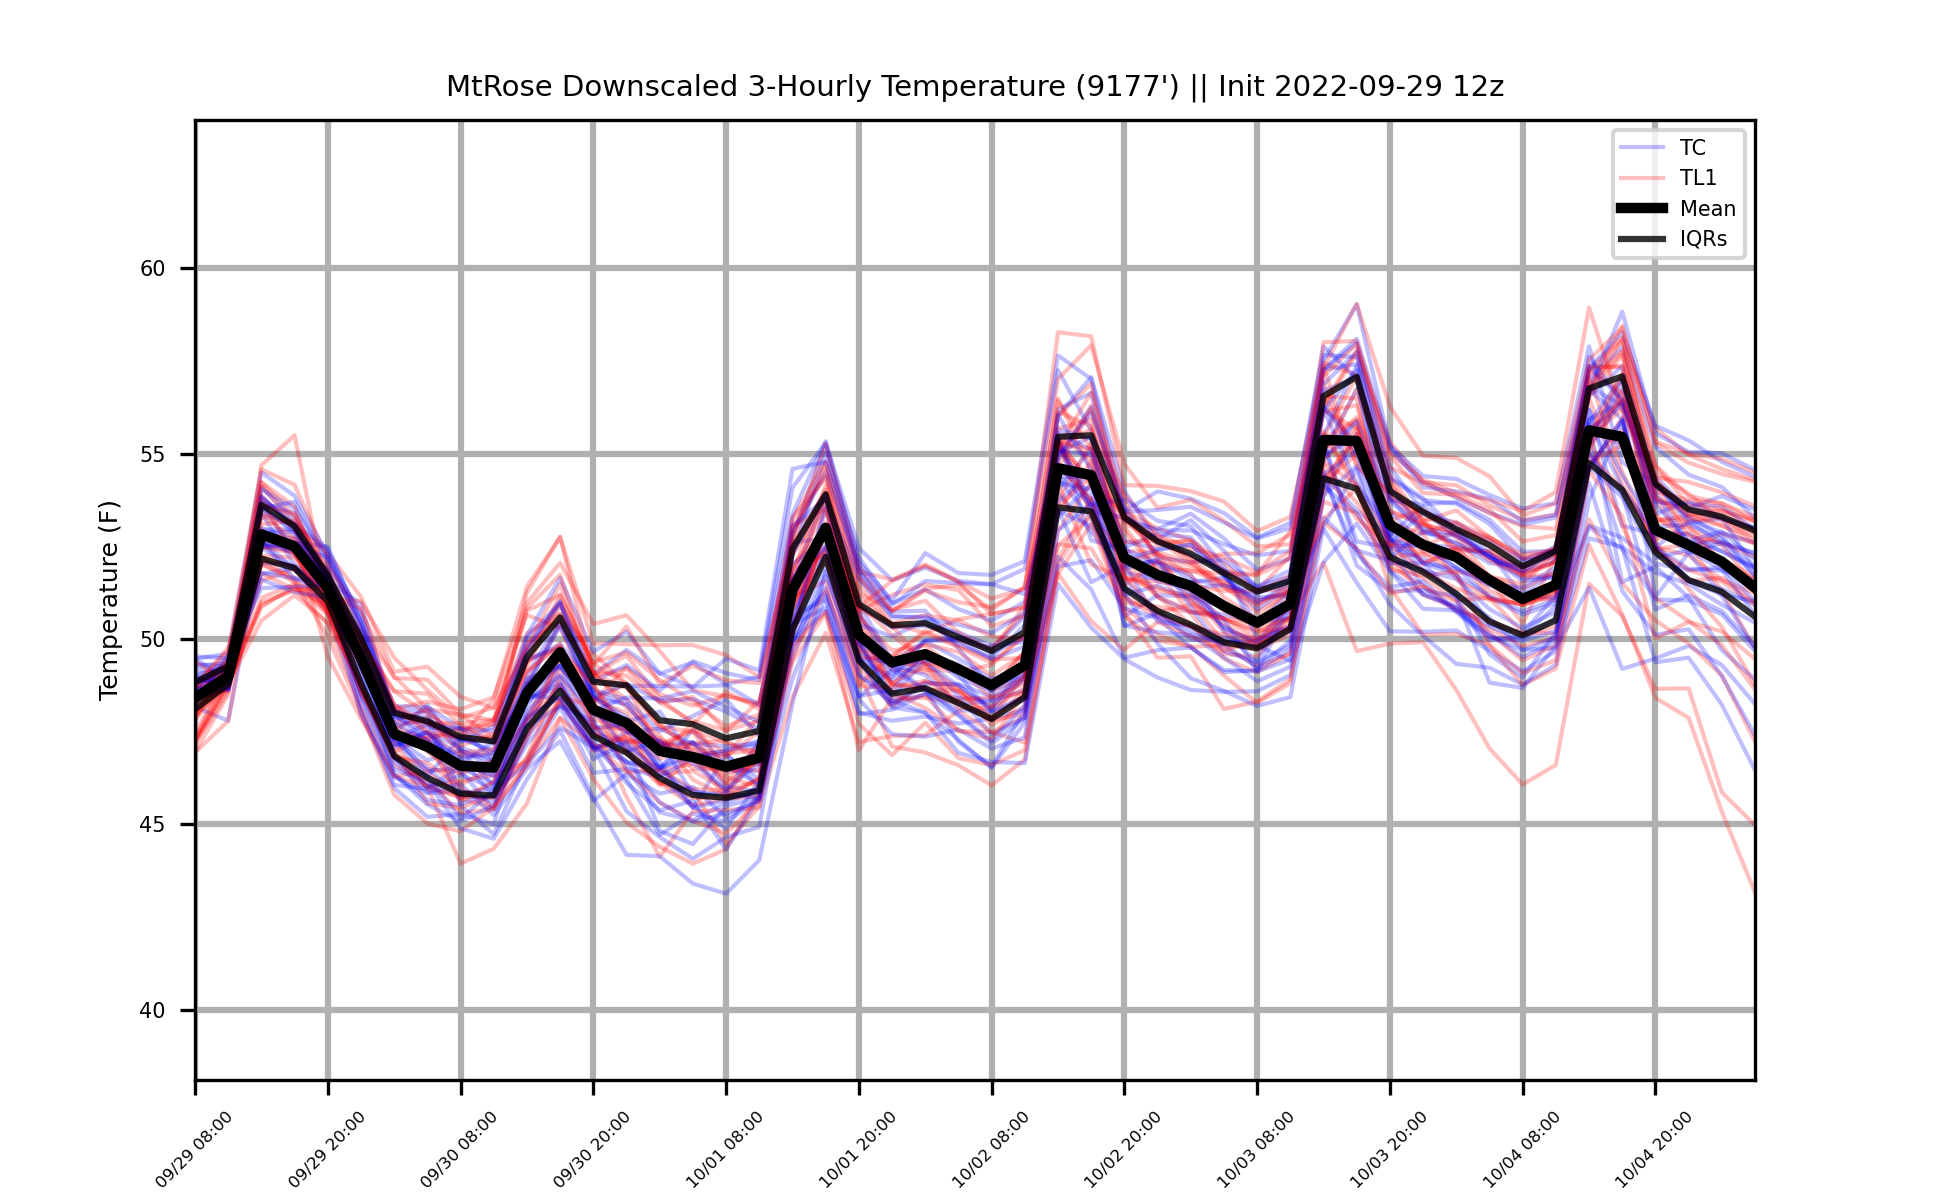 MtRose Downscaled 3-Hourly Temperature (9177') || Init 2022-09-29 12z
TC
TL1
Mean
IQRs
Temperature (F)
60
55
50
45
40
09/29 08:00
09/29 20:00
09/30 08:00
09/30 20:00
10/01 08:00
10/01 20:00
10/02 08:00
10/02 20:00
10/03 08:00
10/03 20:00
10/04 08:00
10/04 20:00